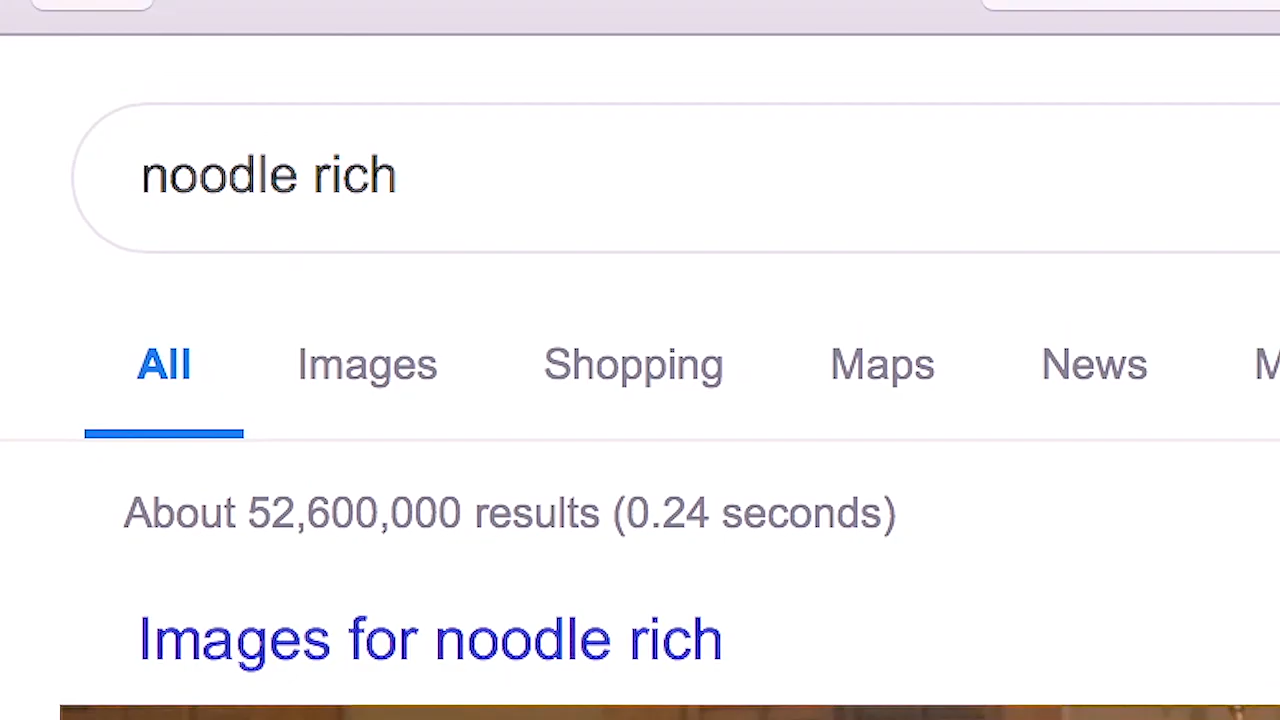 noodle rich
All Images Shopping Maps News M
About 52,600,000 results (0.24 seconds)
Images for noodle rich